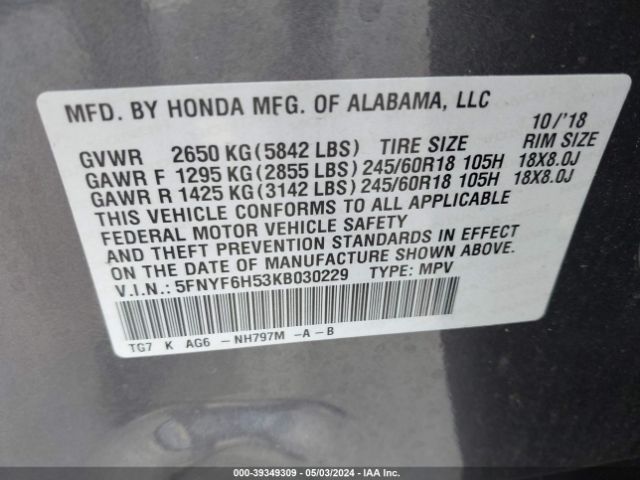 MFD. BY HONDA MFG. OF ALABAMA, LLC
10/'18
GVWR 2650 KG(5842 LBS) TIRE SIZE RIM SIZE
GAWR F 1295 KG(2855 LBS) 245/60R18 105H 18X8.0J
GAWR R 1425 KG(3142 LBS) 245/60R18 105H 18X8.0J
THIS VEHICLE CONFORMS TO ALL APPLICABLE
FEDERAL MOTOR VEHICLE SAFETY
AND THEFT PREVENTION STANDARDS IN EFFECT
ON THE DATE OF MANUFACTURE SHOWN ABOVE.
V.I.N.: 5FNYF6H53KB030229 TYPE: MPV
TG7 K AG6 -NH797M -A-B
000-39349309 - 05/03/2024 - IAA Inc.